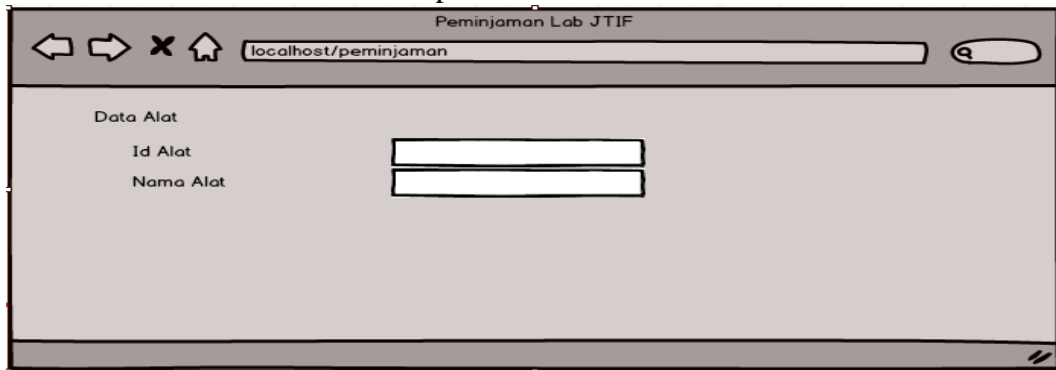 Peminjaman Lab JTIF
localhost/peminjaman
Data Alat
Id Alat
Nama Alat